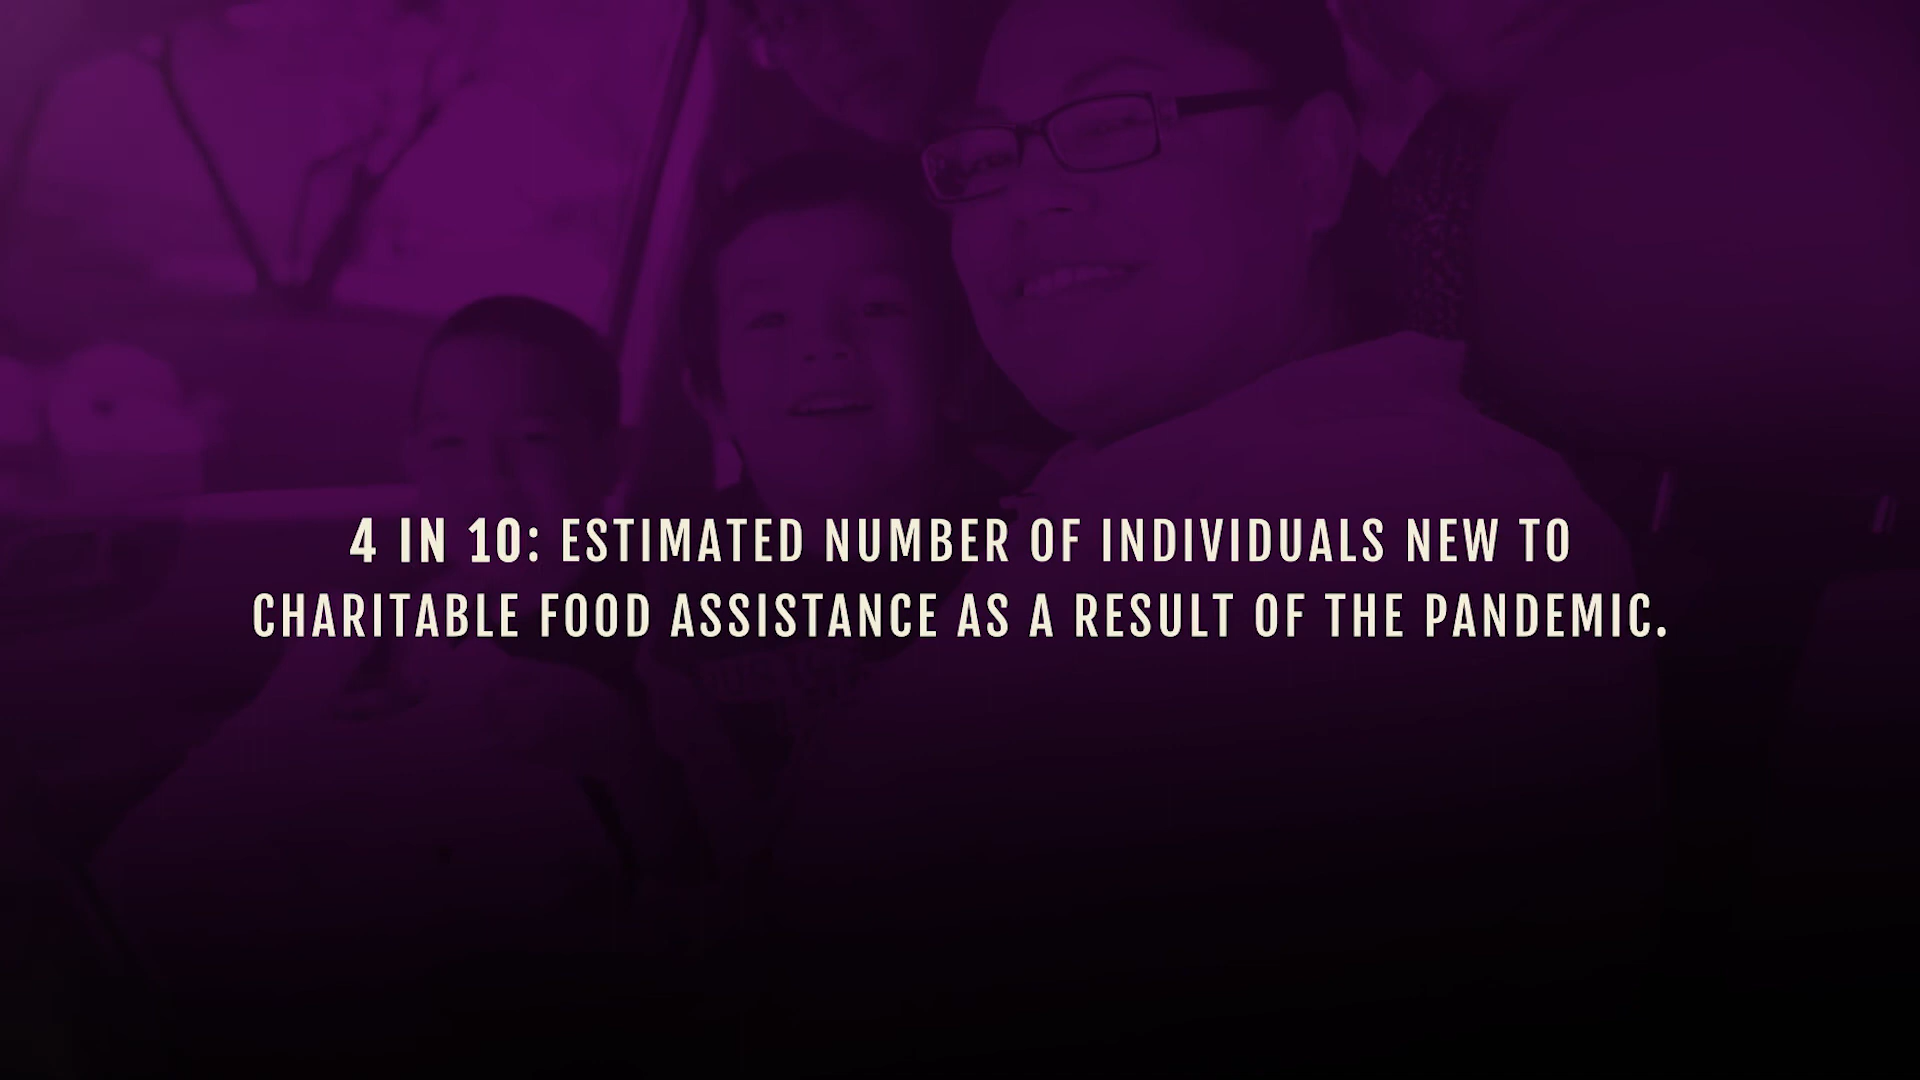 4 IN 10: ESTIMATED NUMBER OF INDIVIDUALS NEW TO
CHARITABLE FOOD ASSISTANCE AS A RESULT OF THE PANDEMIC.